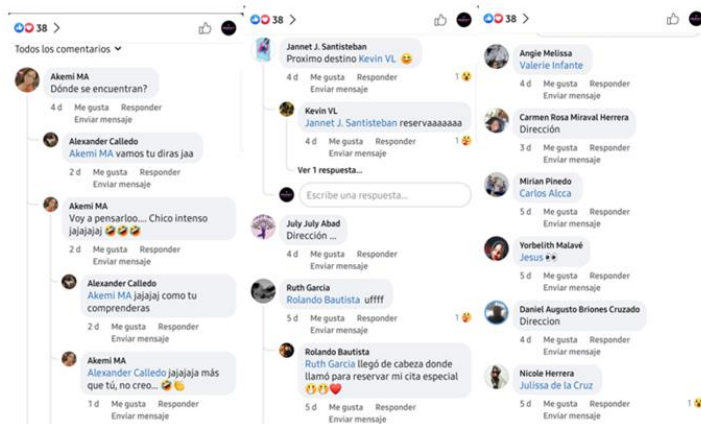 38 >
Todos los comentarios
Akemi MA
Dónde se encuentran?
4 d Me gusta Responder
Enviar mensaje
Alexander Calledo
Akemi MA vamos tu diras jaa
2 d Me gusta Responder
Enviar mensaje
Akemi MA
Voy a pensarloo.... Chico intenso
jajajajaj 🤣🤣🤣
2 d Me gusta Responder
Enviar mensaje
Alexander Calledo
Akemi MA jajajaj como tu
comprenderas
2 d Me gusta Responder
Enviar mensaje
Akemi MA
Alexander Calledo jajajaja más
que tú, no creo... 🤣👏
1 d Me gusta Responder
Enviar mensaje
38 >
Jannet J. Santisteban
Proximo destino Kevin VL 😄
4 d Me gusta Responder 1
Enviar mensaje
Kevin VL
Jannet J. Santisteban reservaaaaaaa
4 d Me gusta Responder 1
Enviar mensaje
Ver 1 respuesta...
Escribe una respuesta...
July July Abad
Dirección ...
4 d Me gusta Responder
Enviar mensaje
Ruth Garcia
Rolando Bautista uffff
5 d Me gusta Responder 1
Enviar mensaje
Rolando Bautista
Ruth Garcia llegó de cabeza donde
llamó para reservar mi cita especial
😁😁❤️
5 d Me gusta Responder
Enviar mensaje
38 >
Angie Melissa
Valerie Infante
4 d Me gusta Responder
Enviar mensaje
Carmen Rosa Miraval Herrera
Dirección
3 d Me gusta Responder
Enviar mensaje
Mirian Pinedo
Carlos Alcca
5 d Me gusta Responder
Enviar mensaje
Yorbelith Malavé
Jesus 👀
5 d Me gusta Responder
Enviar mensaje
Daniel Augusto Briones Cruzado
Direccion
4 d Me gusta Responder
Enviar mensaje
Nicole Herrera
Julissa de la Cruz
5 d Me gusta Responder 1
Enviar mensaje